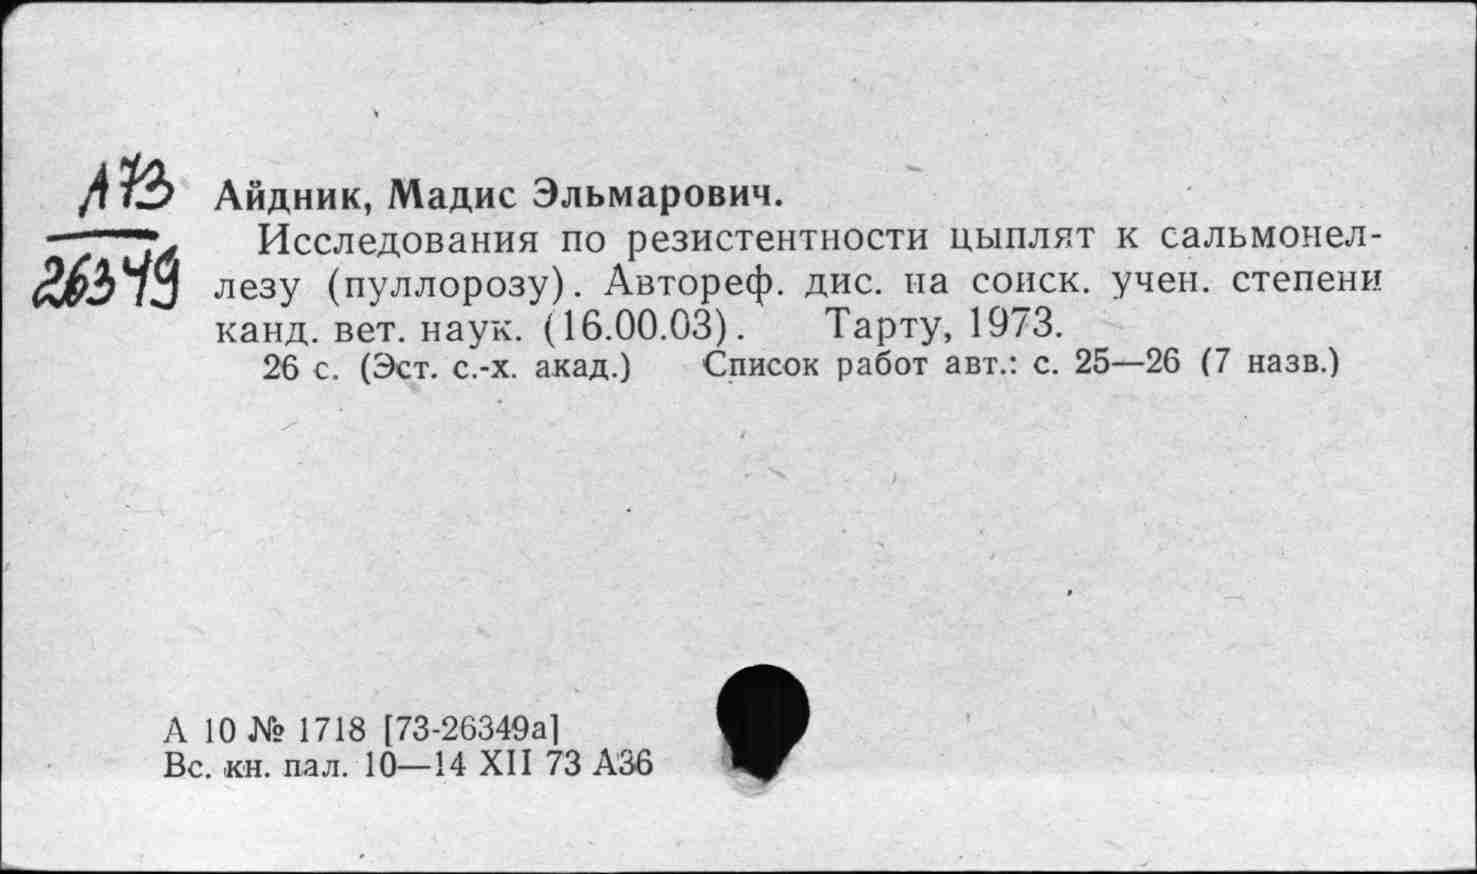 А73
26349
Айдник, Мадис Эльмарович.
Исследования по резистентности цыплят к сальмонел-
лезу (пуллорозу). Автореф. дис. на соиск. учен. степени
канд. вет. наук. (16.00.03). Тарту, 1973.
26 с. (Эст. с.-х. акад.) Список работ авт.: с. 25—26 (7 назв.)
А 10 № 1718 [73-26349а]
Вс. кн. пал. 10—14 XII 73 А36